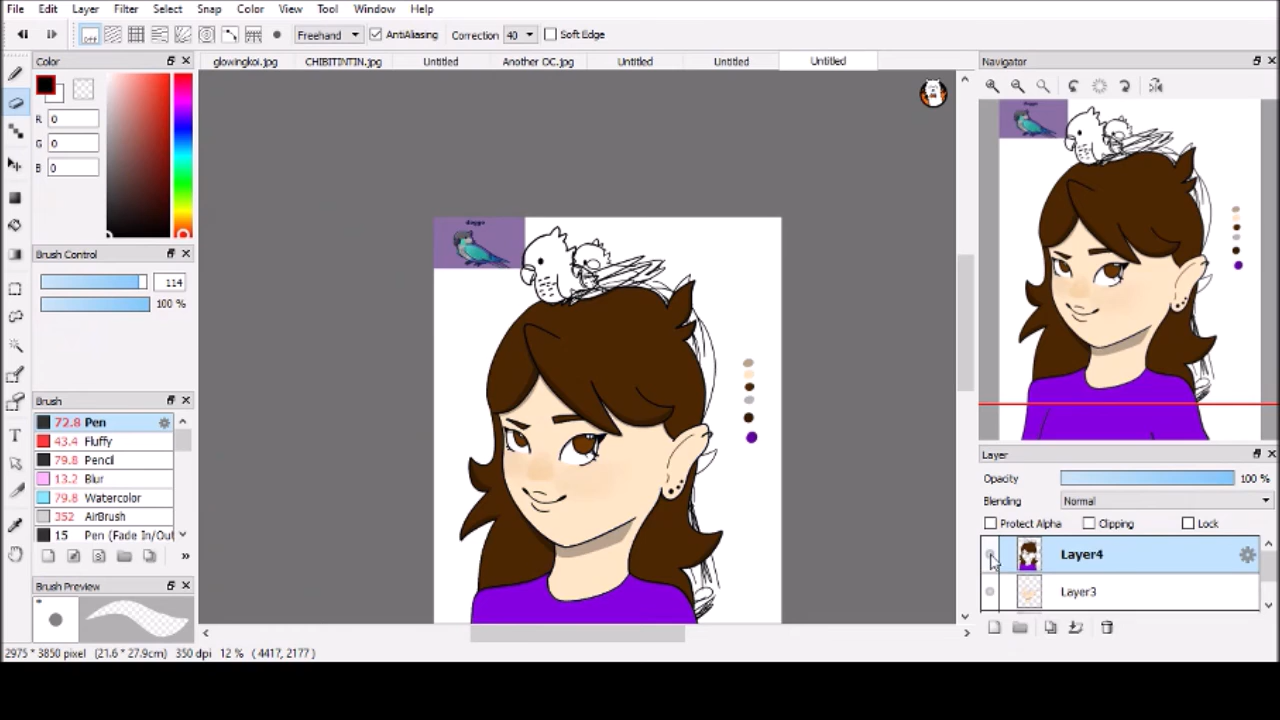 File Edit Layer Filter Select Snap Color View Tool Window Help
Off Freehand AntiAliasing Correction 40 Soft Edge
Color
glowingkoi.jpg CHIBITINTIN.jpg Untitled Another OC.jpg Untitled Untitled Untitled
Navigator
R 0
G 0
B 0
Brush Control
114
100 %
Brush
72.8 Pen
43.4 Fluffy
79.8 Pencil
13.2 Blur
79.8 Watercolor
352 AirBrush
15 Pen (Fade In/Out
Brush Preview
Layer
Opacity 100 %
Blending Normal
Protect Alpha Clipping Lock
Layer4
Layer3
2975 * 3850 pixel (21.6 * 27.9cm) 350 dpi 12 % ( 4417, 2177 )